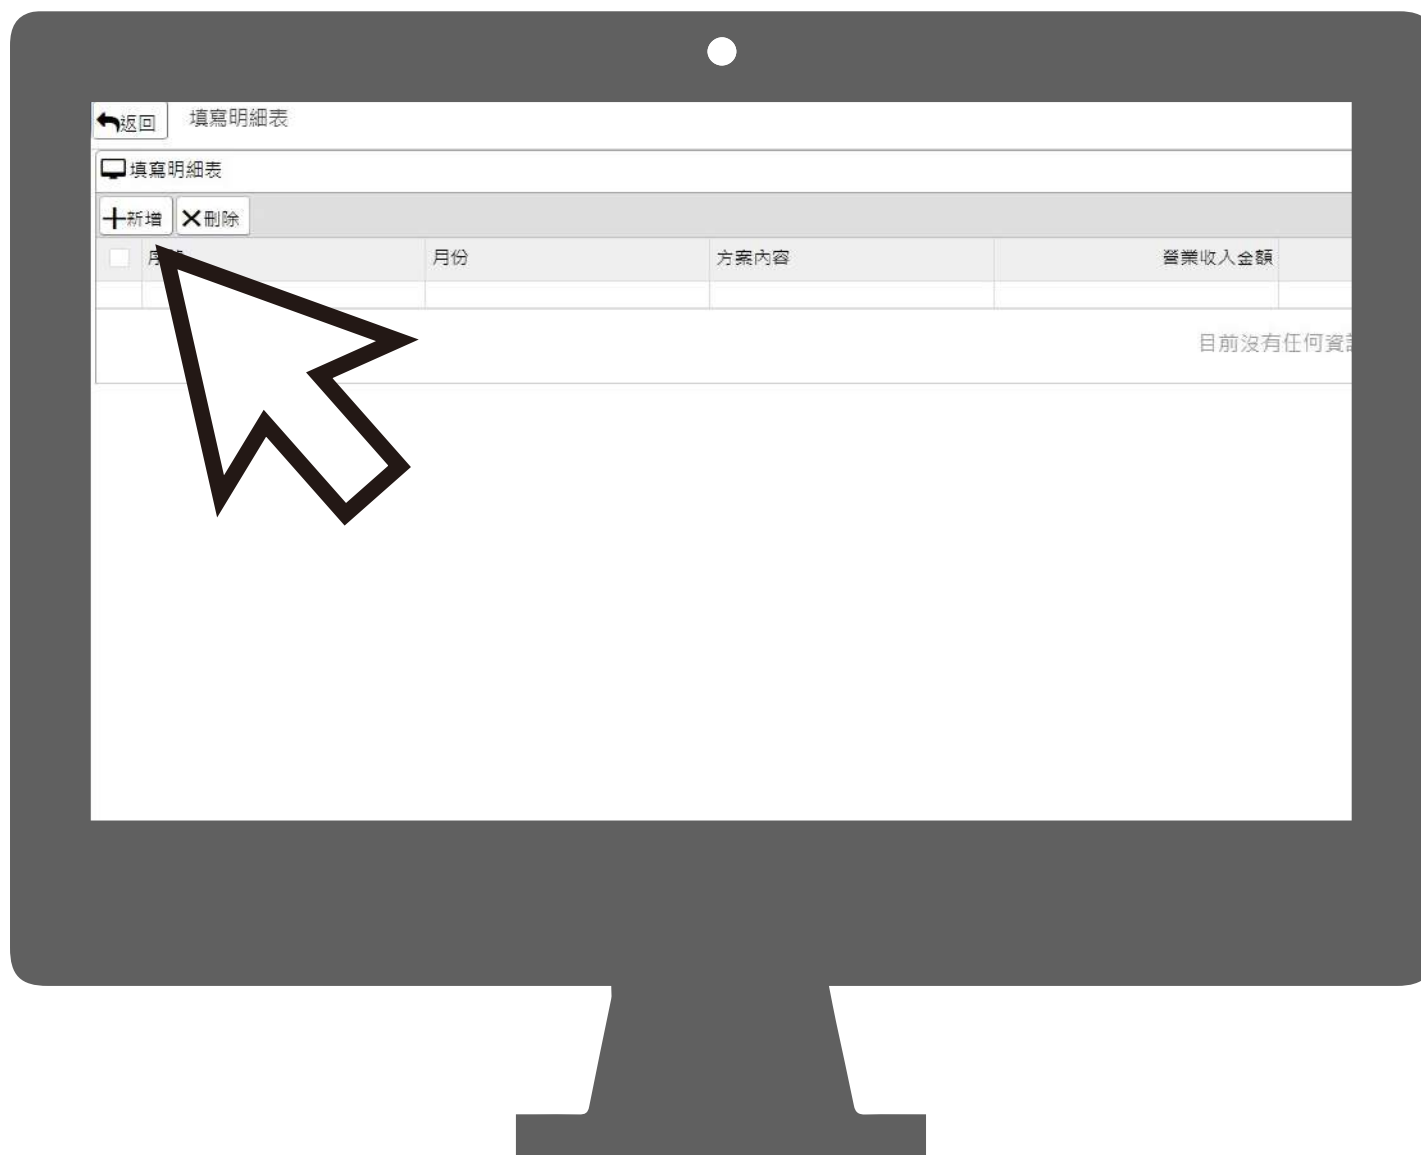 返回 填寫明細表
填寫明細表
新增 刪除
月份 方案內容 營業收入金額
目前沒有任何資